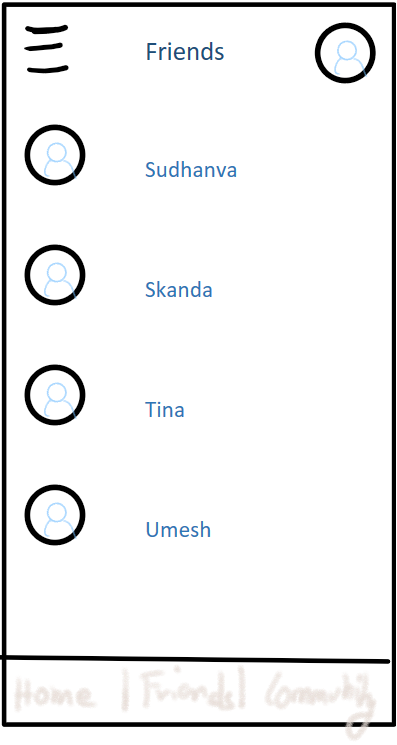 Friends
Sudhanva
Skanda
Tina
Umesh
Home | Friends | Community